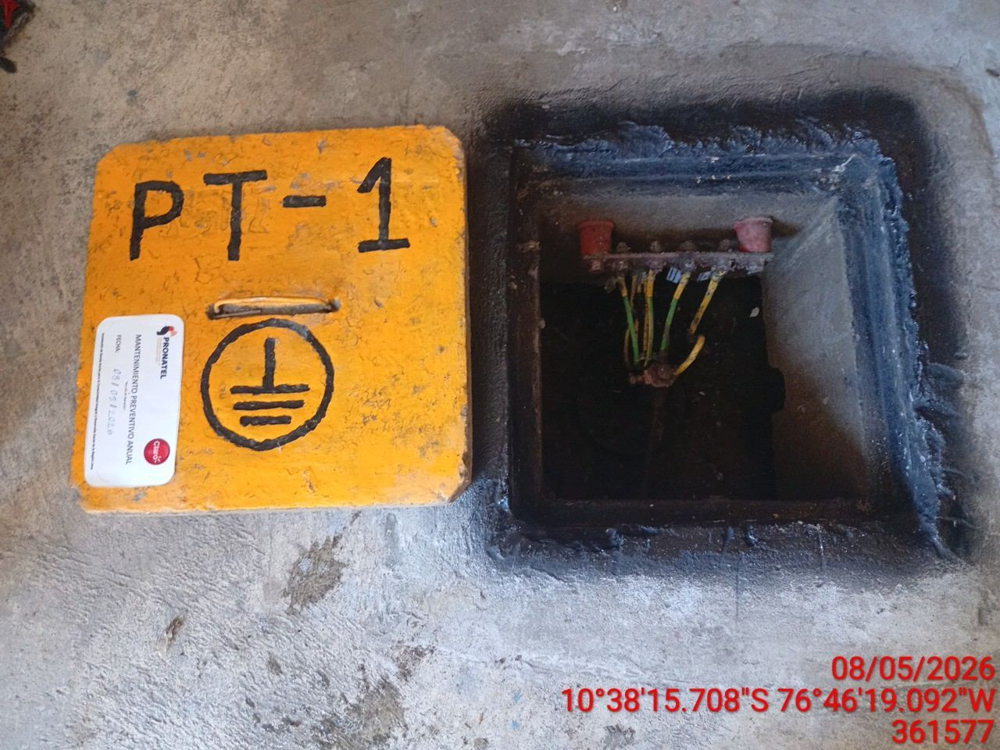 PT-1
PRONATEL
MANTENIMIENTO PREVENTIVO ANUAL
FECHA: 08/05/2026
Claro
08/05/2026
10°38'15.708"S 76°46'19.092"W
361577